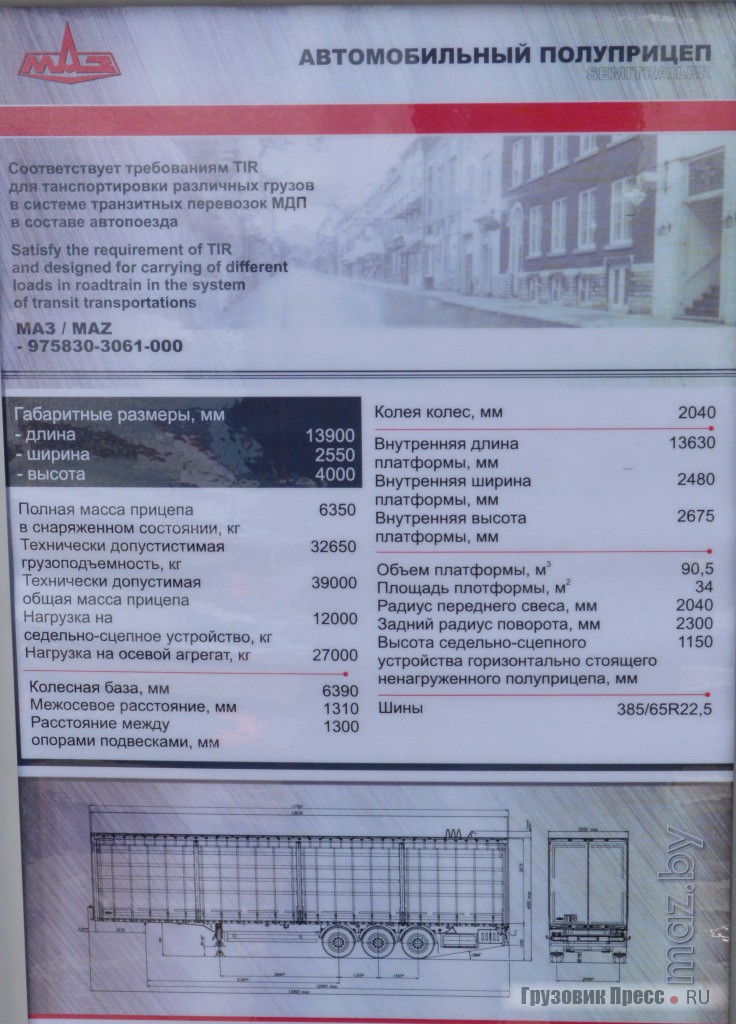 МАЗ
АВТОМОБИЛЬНЫЙ ПОЛУПРИЦЕП
SEMITRAILER
Соответствует требованиям TIR
для танспортировки различных грузов
в системе транзитных перевозок МДП
в составе автопоезда
Satisfy the requirement of TIR
and designed for carrying of different
loads in roadtrain in the system
of transit transportations
МАЗ / MAZ
- 975830-3061-000
Габаритные размеры, мм
- длина 13900
- ширина 2550
- высота 4000
Полная масса прицепа 6350
в снаряженном состоянии, кг
Технически допустистимая 32650
грузоподъемность, кг
Технически допустимая 39000
общая масса прицепа
Нагрузка на 12000
седельно-сцепное устройство, кг
Нагрузка на осевой агрегат, кг 27000
Колесная база, мм 6390
Межосевое расстояние, мм 1310
Расстояние между 1300
опорами подвесками, мм
Колея колес, мм 2040
Внутренняя длина 13630
платформы, мм
Внутренняя ширина 2480
платформы, мм
Внутренняя высота 2675
платформы, мм
Объем платформы, м³ 90,5
Площадь плотформы, м² 34
Радиус переднего свеса, мм 2040
Задний радиус поворота, мм 2300
Высота седельно-сцепного 1150
устройства горизонтально стоящего
ненагруженного полуприцепа, мм
Шины 385/65R22,5
TIR
maz.by
Грузовик Пресс.RU